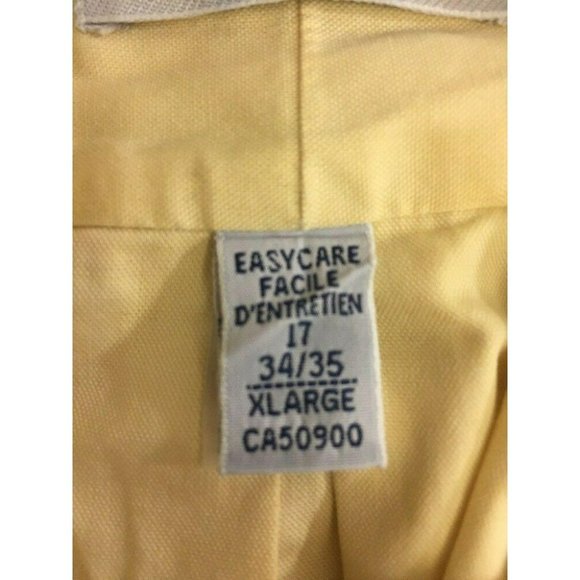 EASYCARE
FACILE
D'ENTRETIEN
17
34/35
XLARGE
CA50900